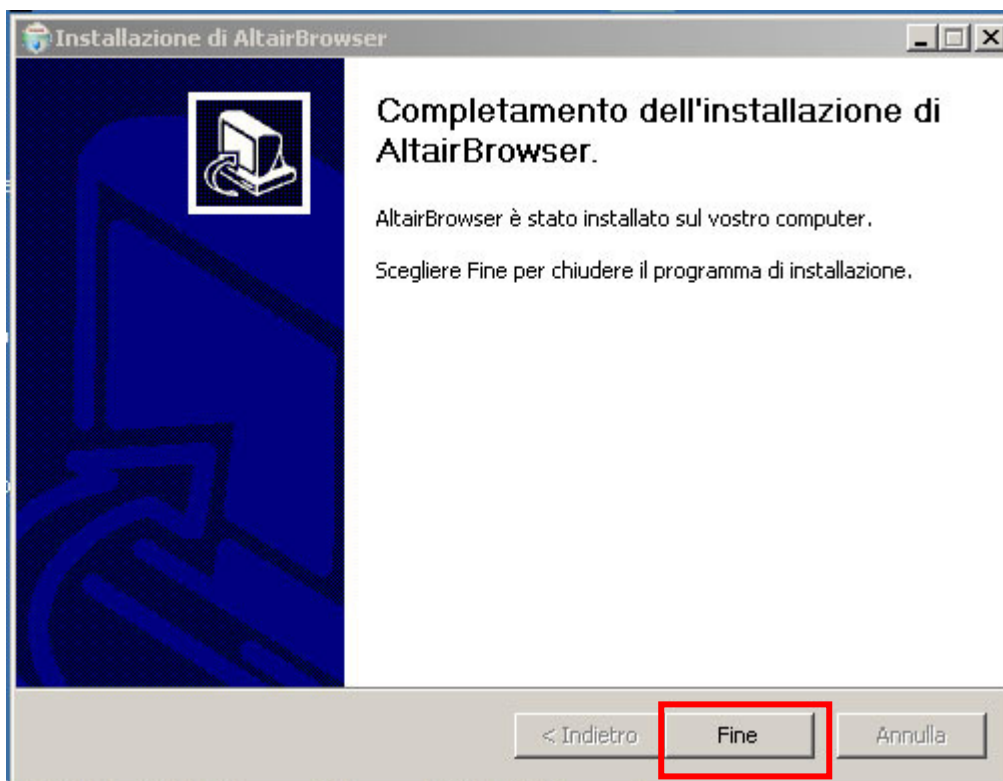 Installazione di AltairBrowser
Completamento dell'installazione di
AltairBrowser.
AltairBrowser è stato installato sul vostro computer.
Scegliere Fine per chiudere il programma di installazione.
< Indietro Fine Annulla